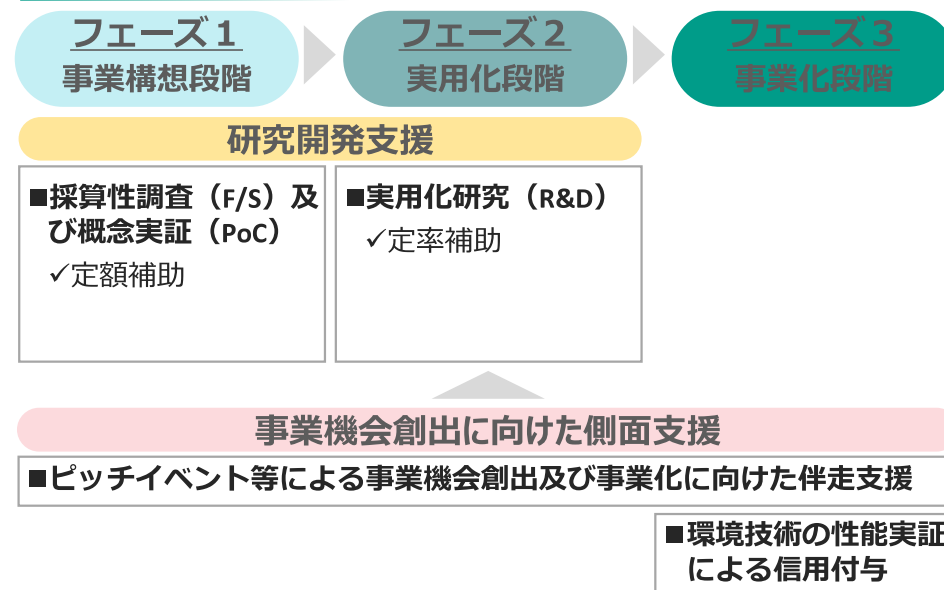 フェーズ１
事業構想段階
フェーズ２
実用化段階
フェーズ３
事業化段階
研究開発支援
■採算性調査（F/S）及
び概念実証（PoC）
✓定額補助
■実用化研究（R&D）
✓定率補助
事業機会創出に向けた側面支援
■ピッチイベント等による事業機会創出及び事業化に向けた伴走支援
■環境技術の性能実証
による信用付与